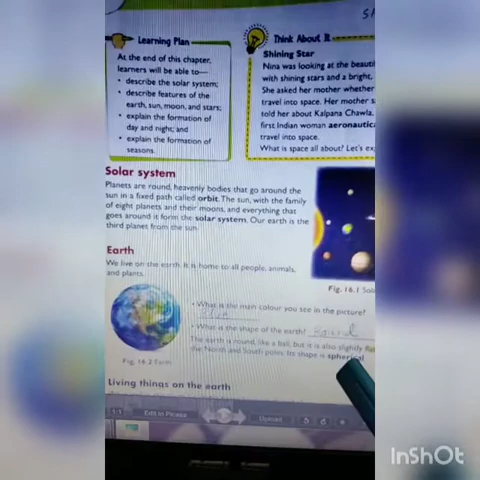 Learning Plan
At the end of this chapter,
learners will be able to—
• describe the solar system;
• describe features of the
earth, sun, moon, and stars;
• explain the formation of
day and night; and
• explain the formation of
seasons.
Think About It
Shining Star
Nina was looking at the
with shining stars and a bright,
She asked her mother whether
travel into space. Her mother
told her about Kalpana Chawla,
first Indian woman
travel into space.
What is space all about? Let's
Solar system
Planets are round, heavenly bodies that go around the
sun in a fixed path called orbit. The sun, with the family
of eight planets and their moons, and everything that
goes around it form the solar system. Our earth is the
third planet from the sun.
Fig. 16.1
Earth
We live on the earth. It is home to all people, animals,
and plants.
• What is the main colour you see in the picture?
• What is the shape of the earth? Round
The earth is round, like a Ball, but it is also slightly
the North and South poles. Its shape is spherical
Fig. 16.2 Earth
Living things on the earth
1/1 Edit in Phrase Upload
InShOt